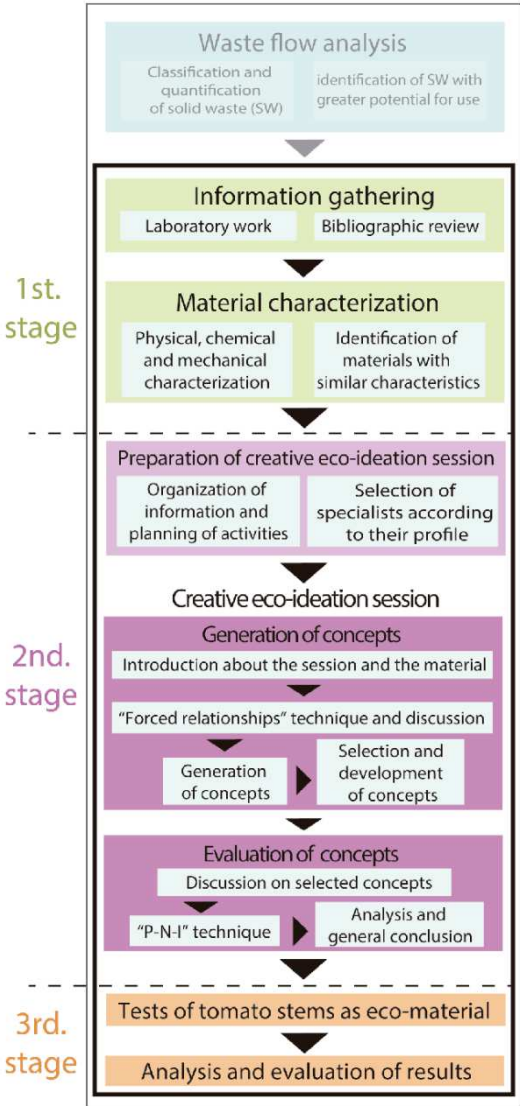 Waste flow analysis
Classification and
quantification
of solid waste (SW)
identification of SW with
greater potential for use
1st.
stage
Information gathering
Laboratory work
Bibliographic review
Material characterization
Physical, chemical
and mechanical
characterization
Identification of
materials with
similar characteristics
2nd.
stage
Preparation of creative eco-ideation session
Organization of
information and
planning of activities
Selection of
specialists according
to their profile
Creative eco-ideation session
Generation of concepts
Introduction about the session and the material
“Forced relationships” technique and discussion
Generation
of concepts
Selection and
development
of concepts
Evaluation of concepts
Discussion on selected concepts
“P-N-I” technique
Analysis and
general conclusion
3rd.
stage
Tests of tomato stems as eco-material
Analysis and evaluation of results